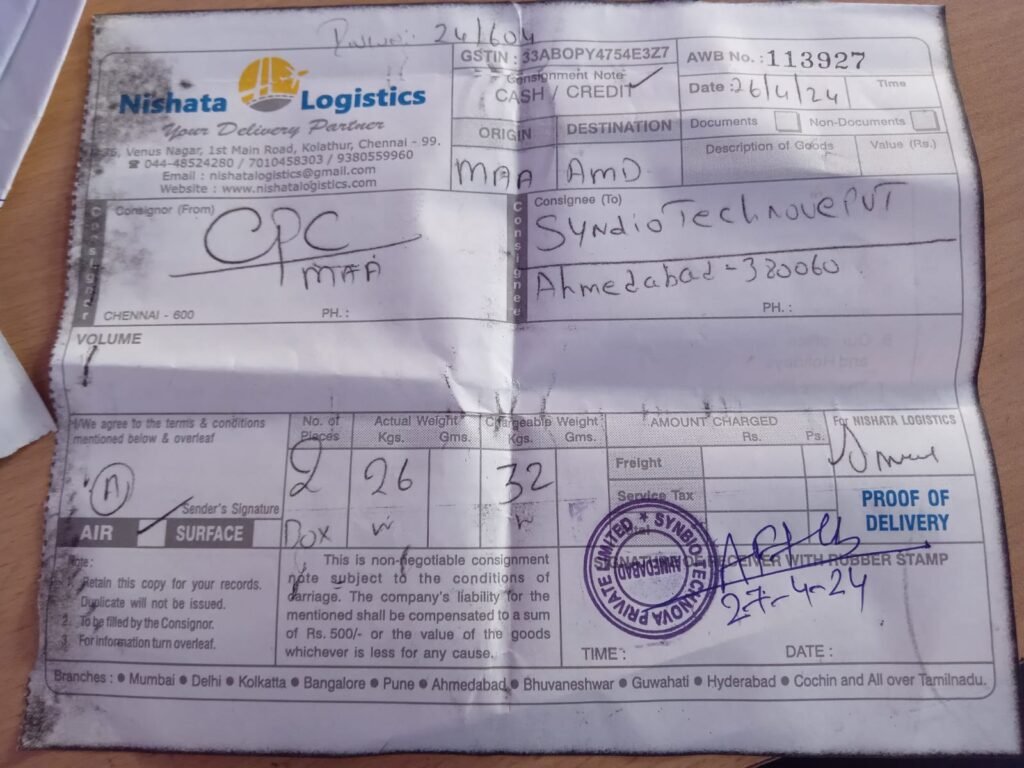 24/604
Nishata Logistics
Your Delivery Partner
Venus Nagar, 1st Main Road, Kolathur, Chennai - 99.
☎ 044-48524280 / 7010458303 / 9380559960
Email : nishatalogistics@gmail.com
Website : www.nishatalogistics.com
GSTIN : 33ABOPY4754E3Z7
Consignment Note
CASH / CREDIT ✓
ORIGIN DESTINATION
MAA AMD
AWB No. : 113927
Date : 26/4/24 Time
Documents Non-Documents
Description of Goods Value (Rs.)
Consignor
Consignor (From)
CPC
MAA
CHENNAI - 600 PH. :
Consignee
Consignee (To)
Syndio Technove PVT
Ahmedabad - 380060
PH. :
VOLUME
I/We agree to the terms & conditions
mentioned below & overleaf
Sender's Signature
AIR ✓ SURFACE
No. of Pieces
2
Actual Weight
Kgs. Gms.
26
Chargeable Weight
Kgs. Gms.
32
AMOUNT CHARGED
Rs. Ps.
Freight
Service Tax
For NISHATA LOGISTICS
PROOF OF
DELIVERY
SIGNATURE OF RECEIVER WITH RUBBER STAMP
SYNBIO TECHNOVA PRIVATE LIMITED
AHMEDABAD
27-4-24
TIME : DATE :
Note :
1. Retain this copy for your records.
Duplicate will not be issued.
2. To be filled by the Consignor.
3. For information turn overleaf.
This is non-negotiable consignment
note subject to the conditions of
carriage. The company's liability for the
mentioned shall be compensated to a sum
of Rs. 500/- or the value of the goods
whichever is less for any cause.
Branches : ● Mumbai ● Delhi ● Kolkatta ● Bangalore ● Pune ● Ahmedabad ● Bhuvaneshwar ● Guwahati ● Hyderabad ● Cochin and All over Tamilnadu.